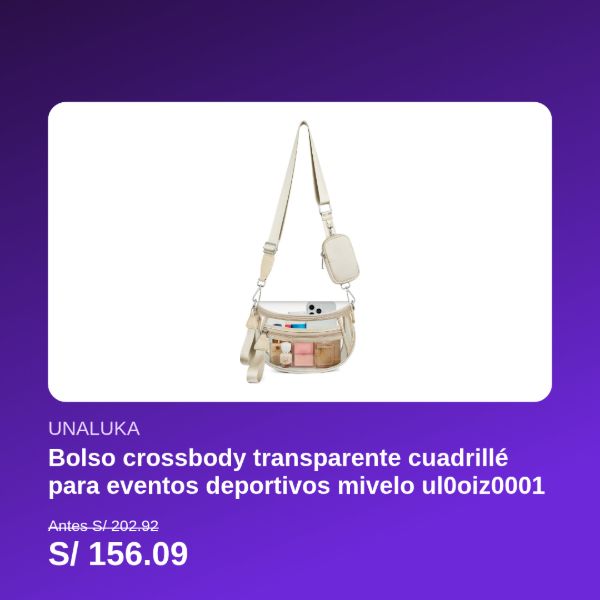 UNALUKA
Bolso crossbody transparente cuadrillé
para eventos deportivos mivelo ul0oiz0001
Antes S/ 202.92
S/ 156.09